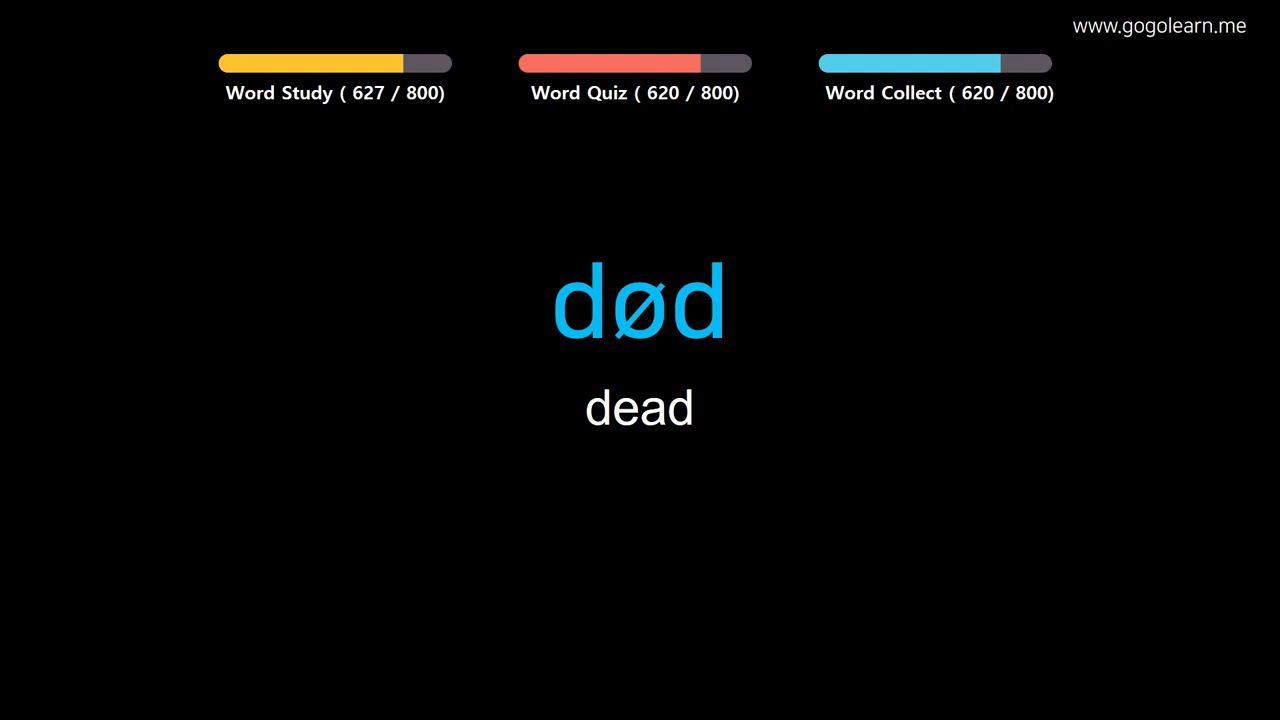 www.gogolearn.me
Word Study ( 627 / 800)
Word Quiz ( 620 / 800)
Word Collect ( 620 / 800)
død
dead